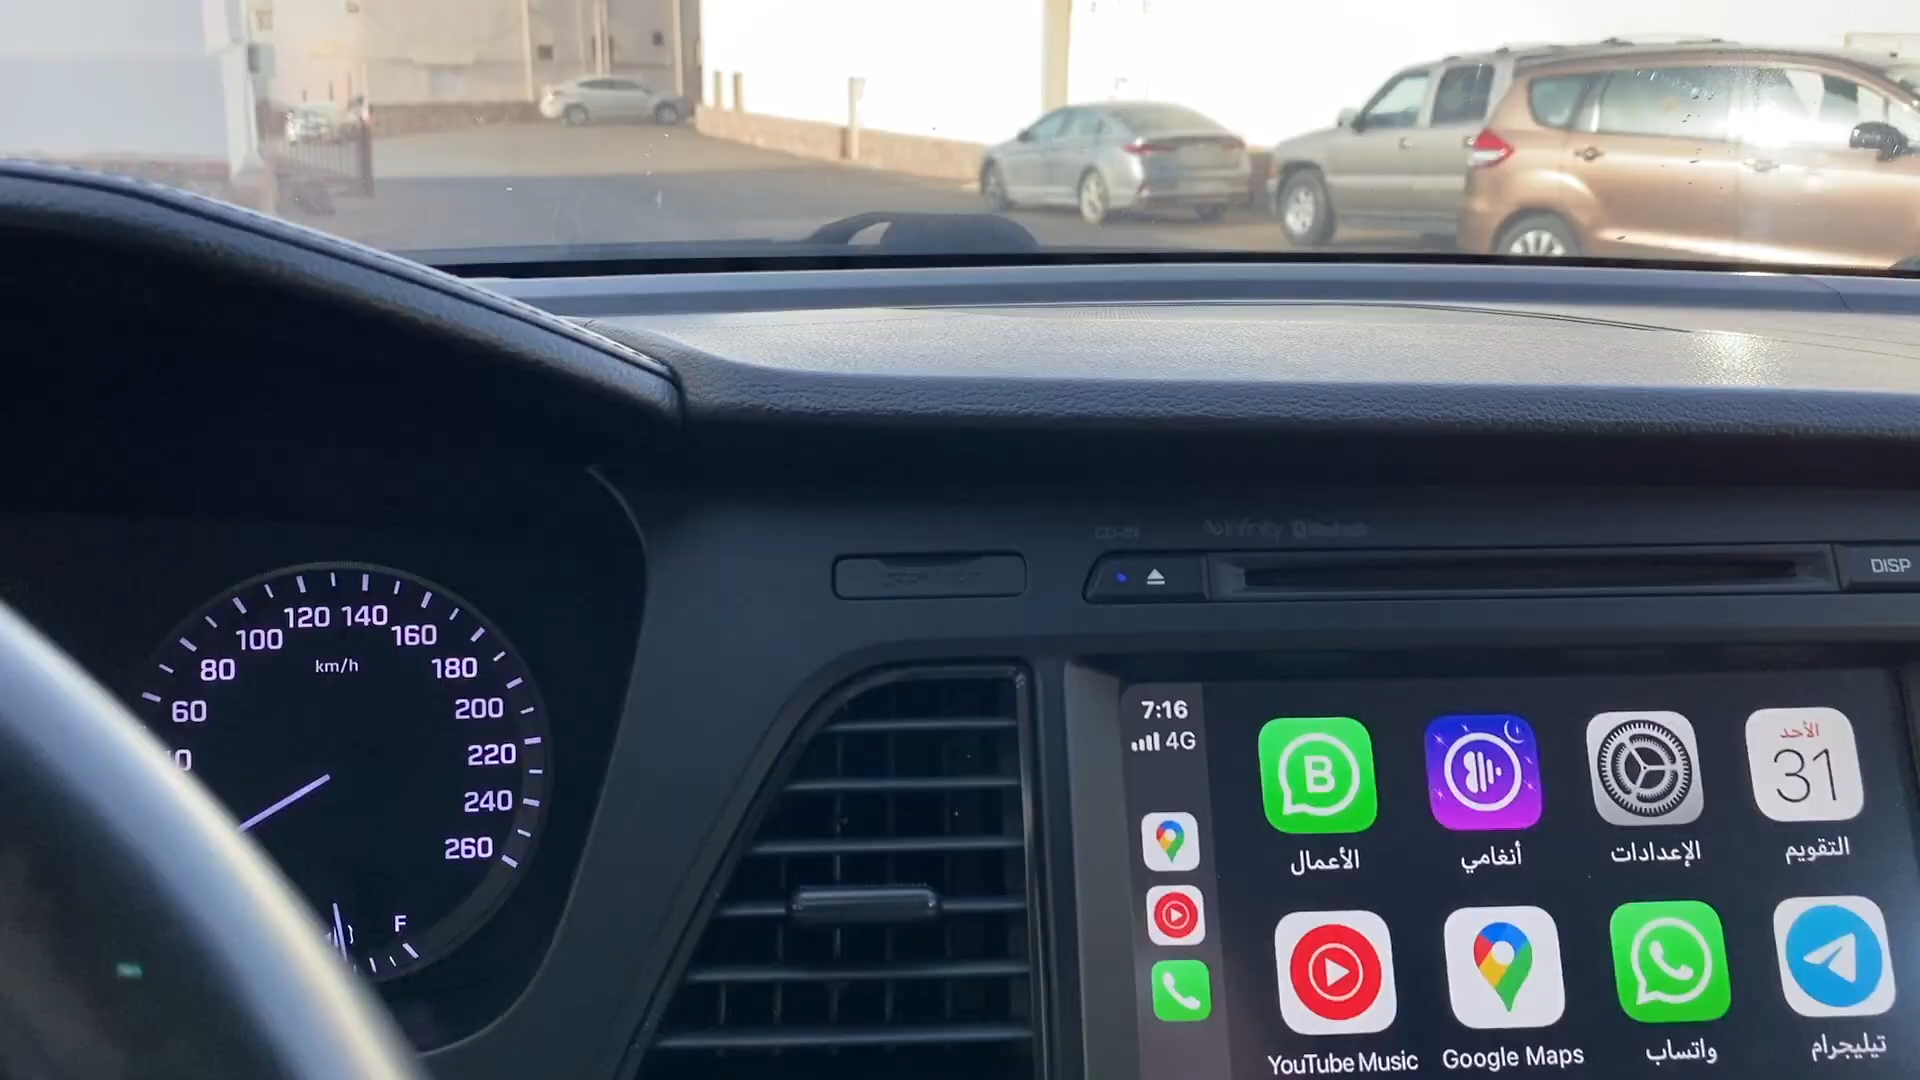 120 140
100 160
80 km/h 180
60 200
220
240
260
F
DISP
7:16
4G
B
الأحد
31
الأعمال
أنغامي
الإعدادات
التقويم
YouTube Music
Google Maps
واتساب
تيليجرام